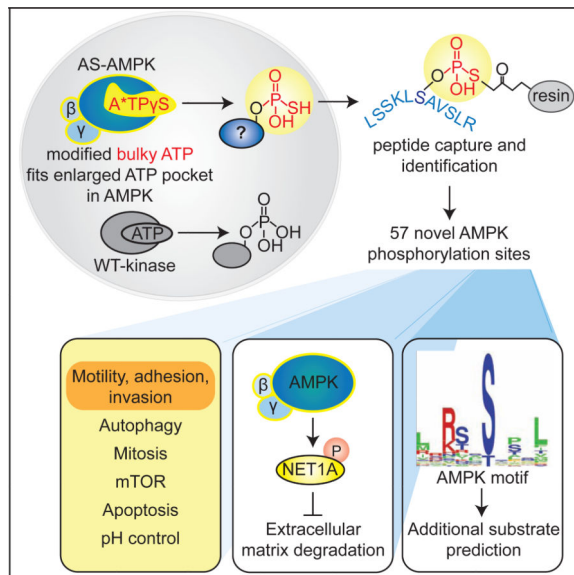 AS-AMPK
A*TPγS
β
γ
modified bulky ATP
fits enlarged ATP pocket
in AMPK
ATP
WT-kinase
O
P
SH
O
OH
?
O
P
OH
O
OH
O
P
S
O
OH
O
resin
LSSKLSAVSLR
peptide capture and
identification
57 novel AMPK
phosphorylation sites
Motility, adhesion,
invasion
Autophagy
Mitosis
mTOR
Apoptosis
pH control
β
γ
AMPK
P
NET1A
Extracellular
matrix degradation
L R S S L
T
AMPK motif
Additional substrate
prediction